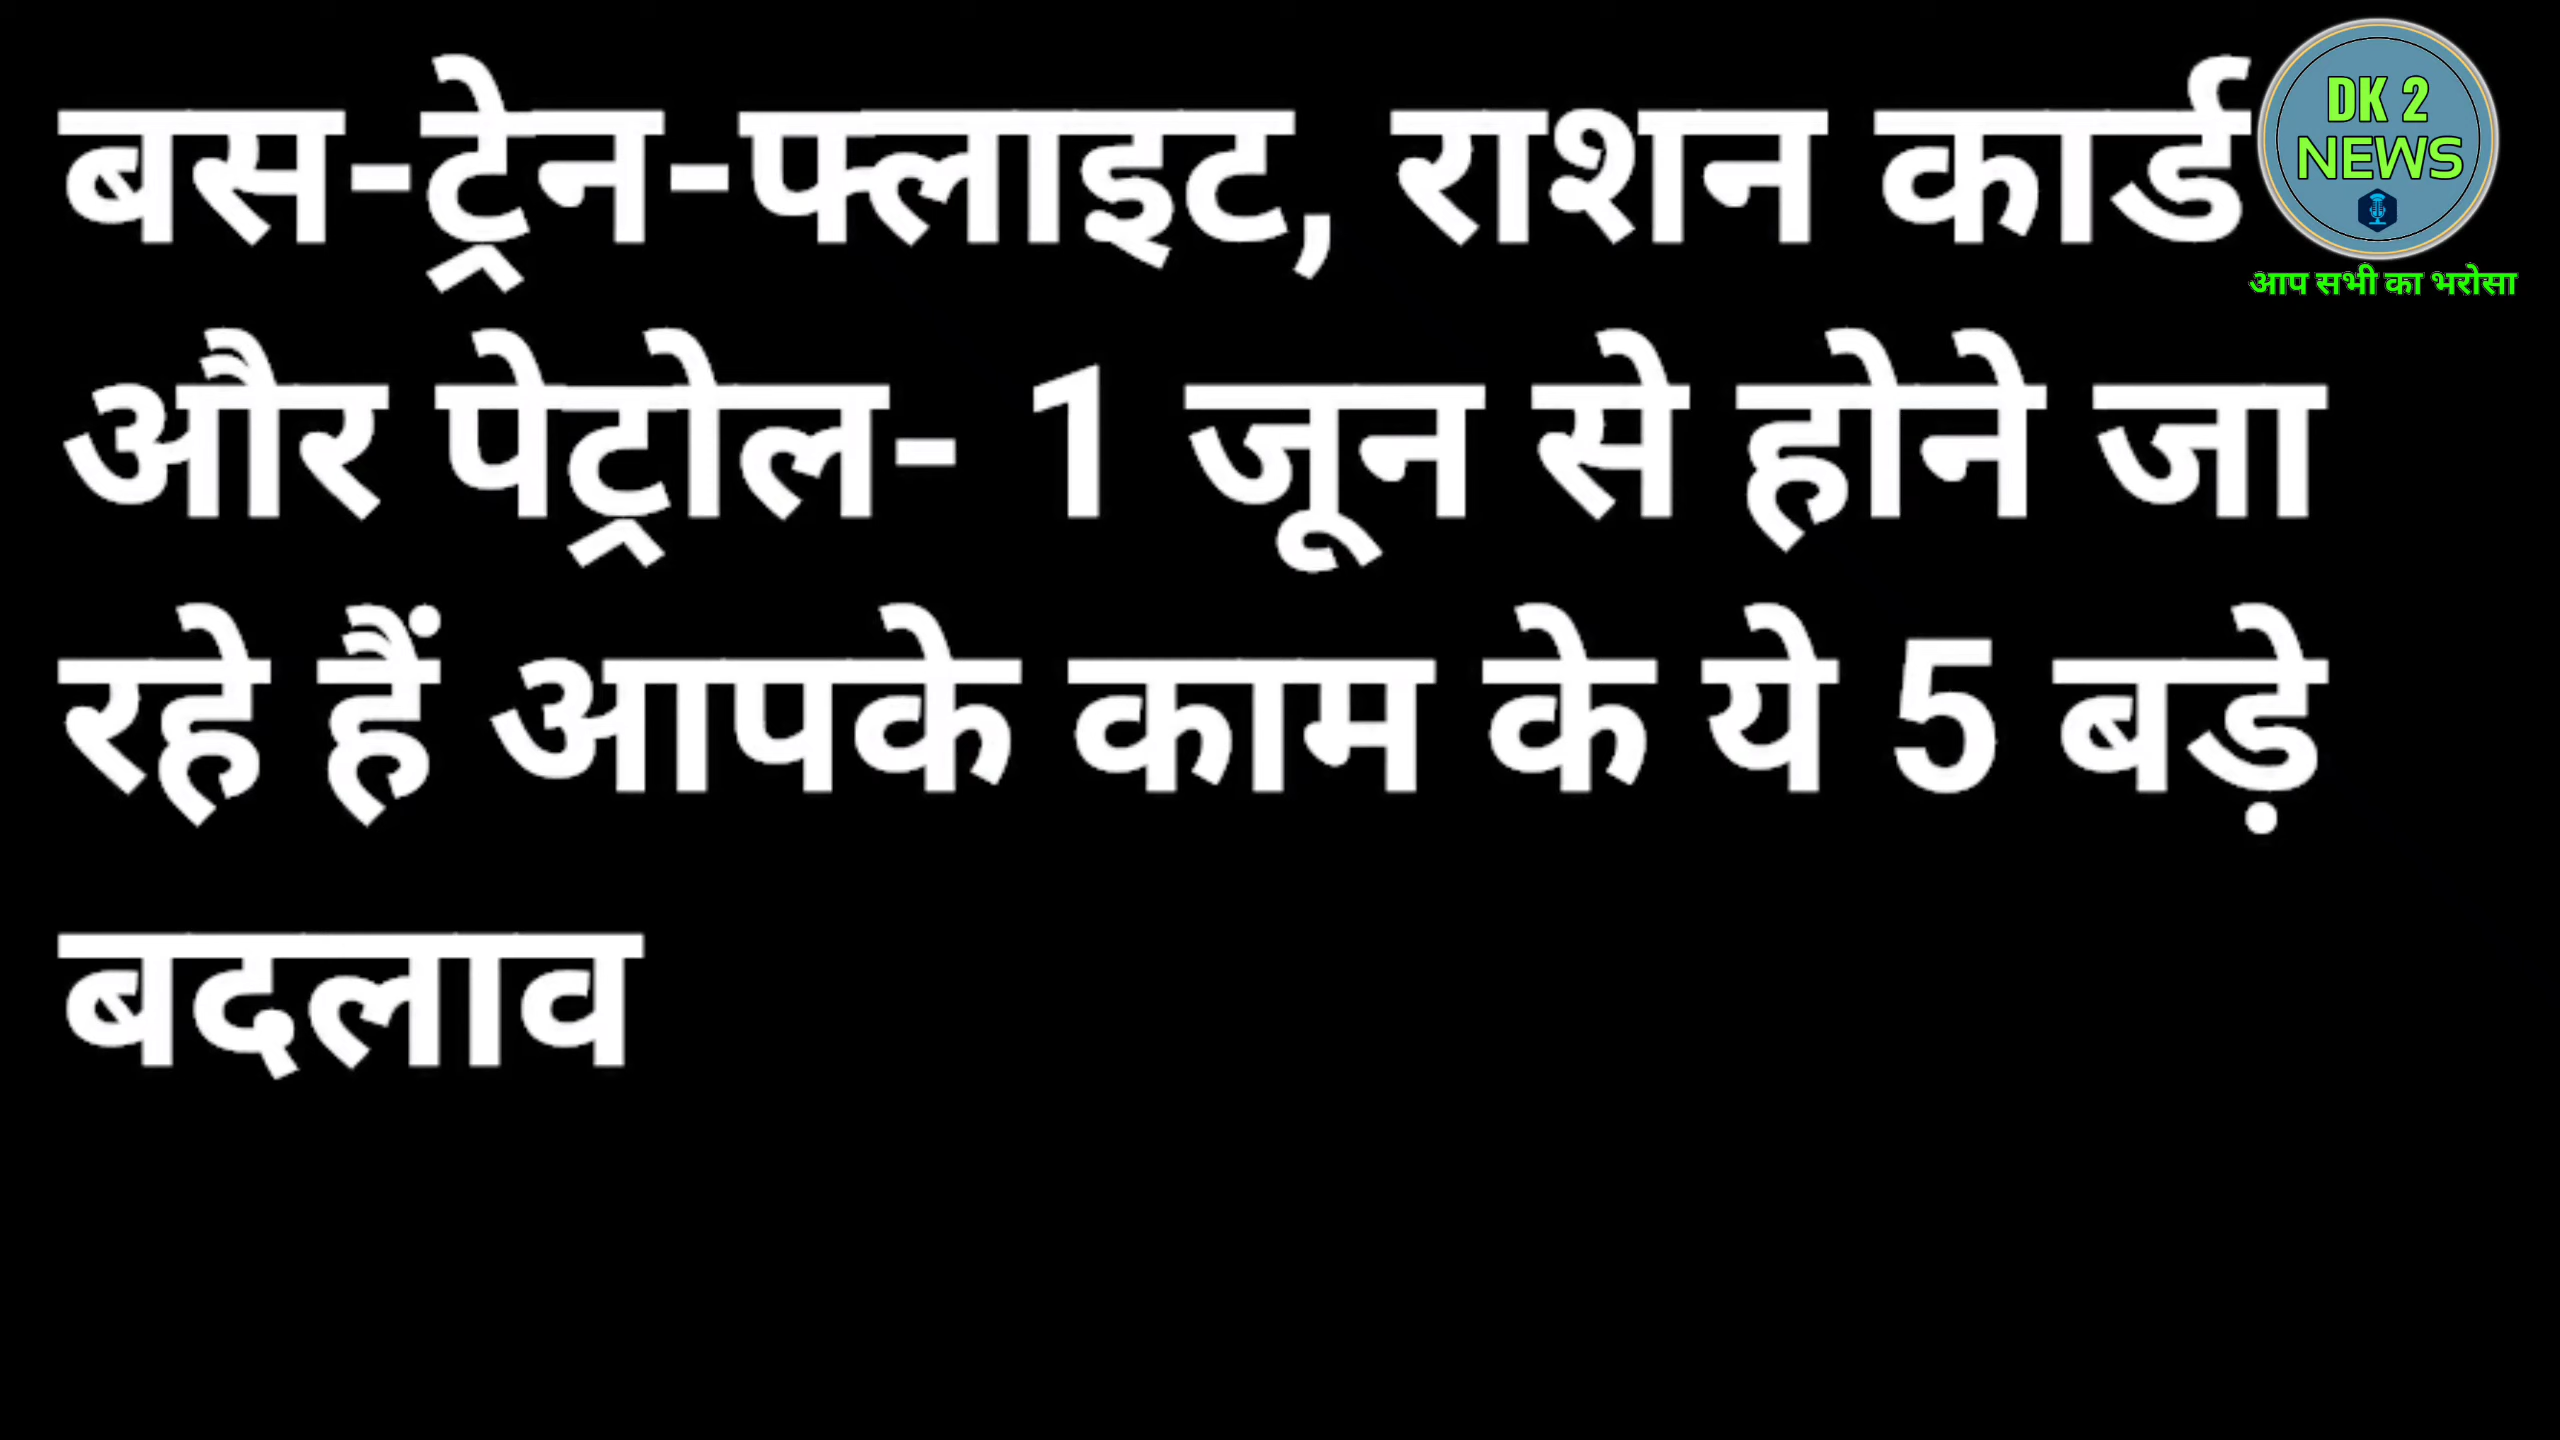 बस-ट्रेन-फ्लाइट, राशन कार्ड
और पेट्रोल- 1 जून से होने जा
रहे हैं आपके काम के ये 5 बड़े
बदलाव
DK 2
NEWS
आप सभी का भरोसा